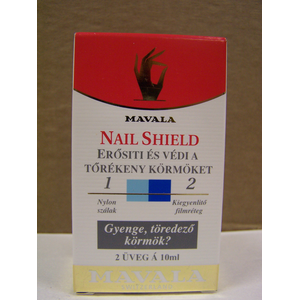 MAVALA
NAIL SHIELD
ERŐSITI ÉS VÉDI A
TÖRÉKENY KÖRMÖKET
1 2
Nylon szálak
Kiegyenlítő filmréteg
Gyenge, töredező
körmök?
2 ÜVEG Á 10ml
MAVALA